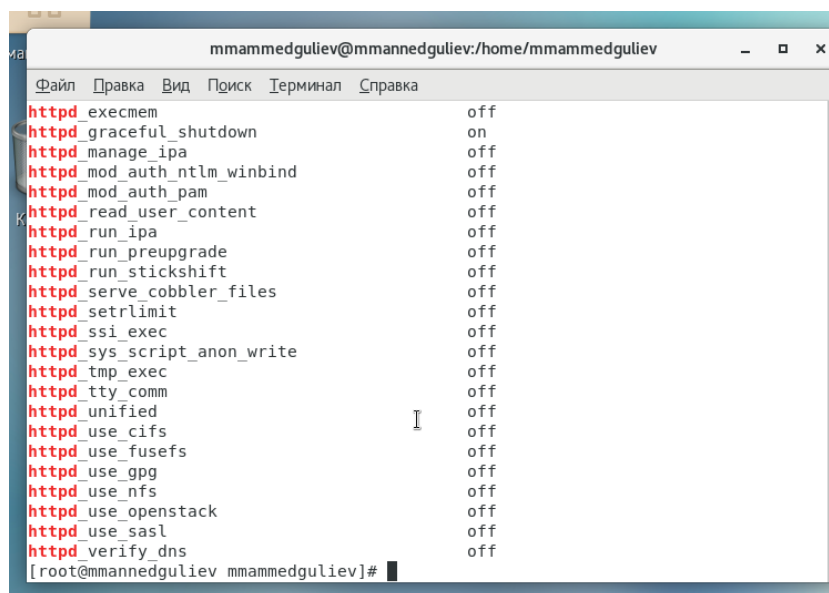 mmammedguliev@mmannedguliev:/home/mmammedguliev
Файл Правка Вид Поиск Терминал Справка
httpd_execmem off
httpd_graceful_shutdown on
httpd_manage_ipa off
httpd_mod_auth_ntlm_winbind off
httpd_mod_auth_pam off
httpd_read_user_content off
httpd_run_ipa off
httpd_run_preupgrade off
httpd_run_stickshift off
httpd_serve_cobbler_files off
httpd_setrlimit off
httpd_ssi_exec off
httpd_sys_script_anon_write off
httpd_tmp_exec off
httpd_tty_comm off
httpd_unified off
httpd_use_cifs off
httpd_use_fusefs off
httpd_use_gpg off
httpd_use_nfs off
httpd_use_openstack off
httpd_use_sasl off
httpd_verify_dns off
[root@mmannedguliev mmammedguliev]#